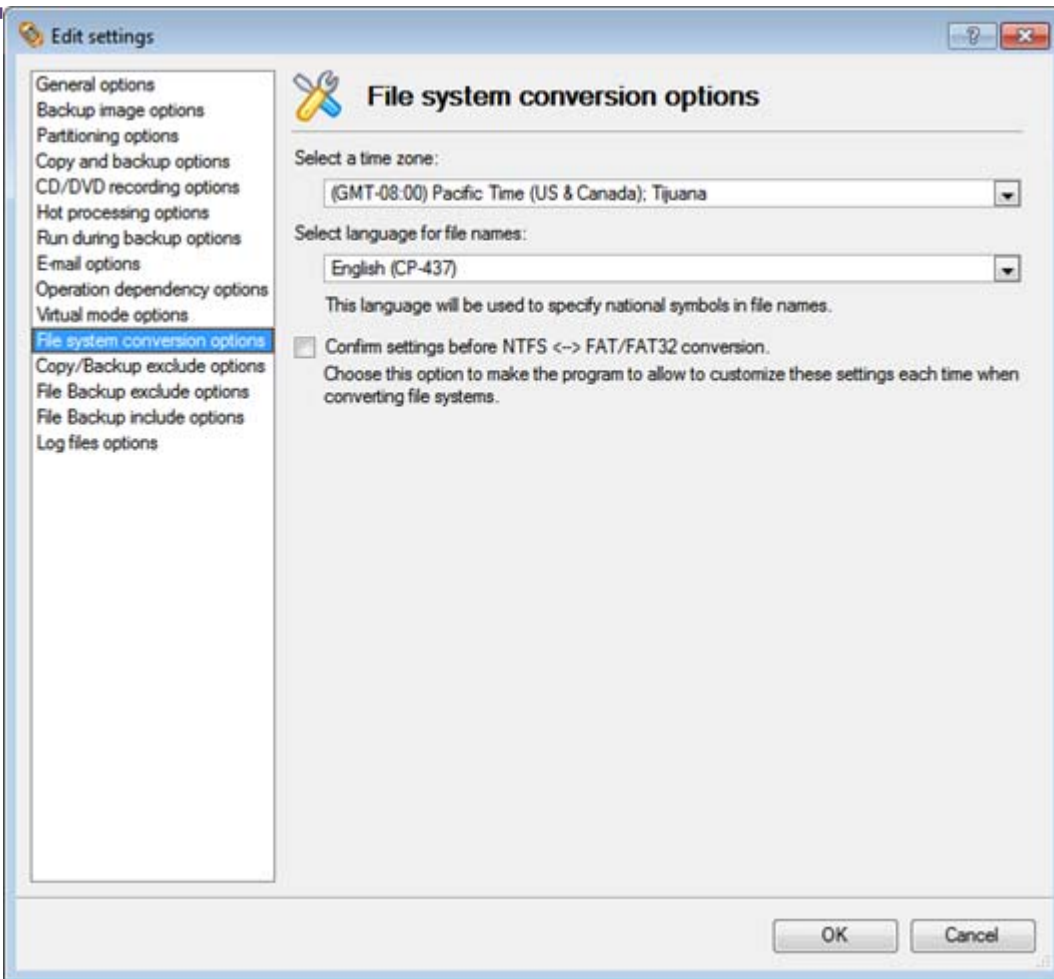 Edit settings
General options
Backup image options
Partitioning options
Copy and backup options
CD/DVD recording options
Hot processing options
Run during backup options
E-mail options
Operation dependency options
Virtual mode options
File system conversion options
Copy/Backup exclude options
File Backup exclude options
File Backup include options
Log files options
File system conversion options
Select a time zone:
(GMT-08:00) Pacific Time (US & Canada); Tijuana
Select language for file names:
English (CP-437)
This language will be used to specify national symbols in file names.
Confirm settings before NTFS <--> FAT/FAT32 conversion.
Choose this option to make the program to allow to customize these settings each time when
converting file systems.
OK
Cancel